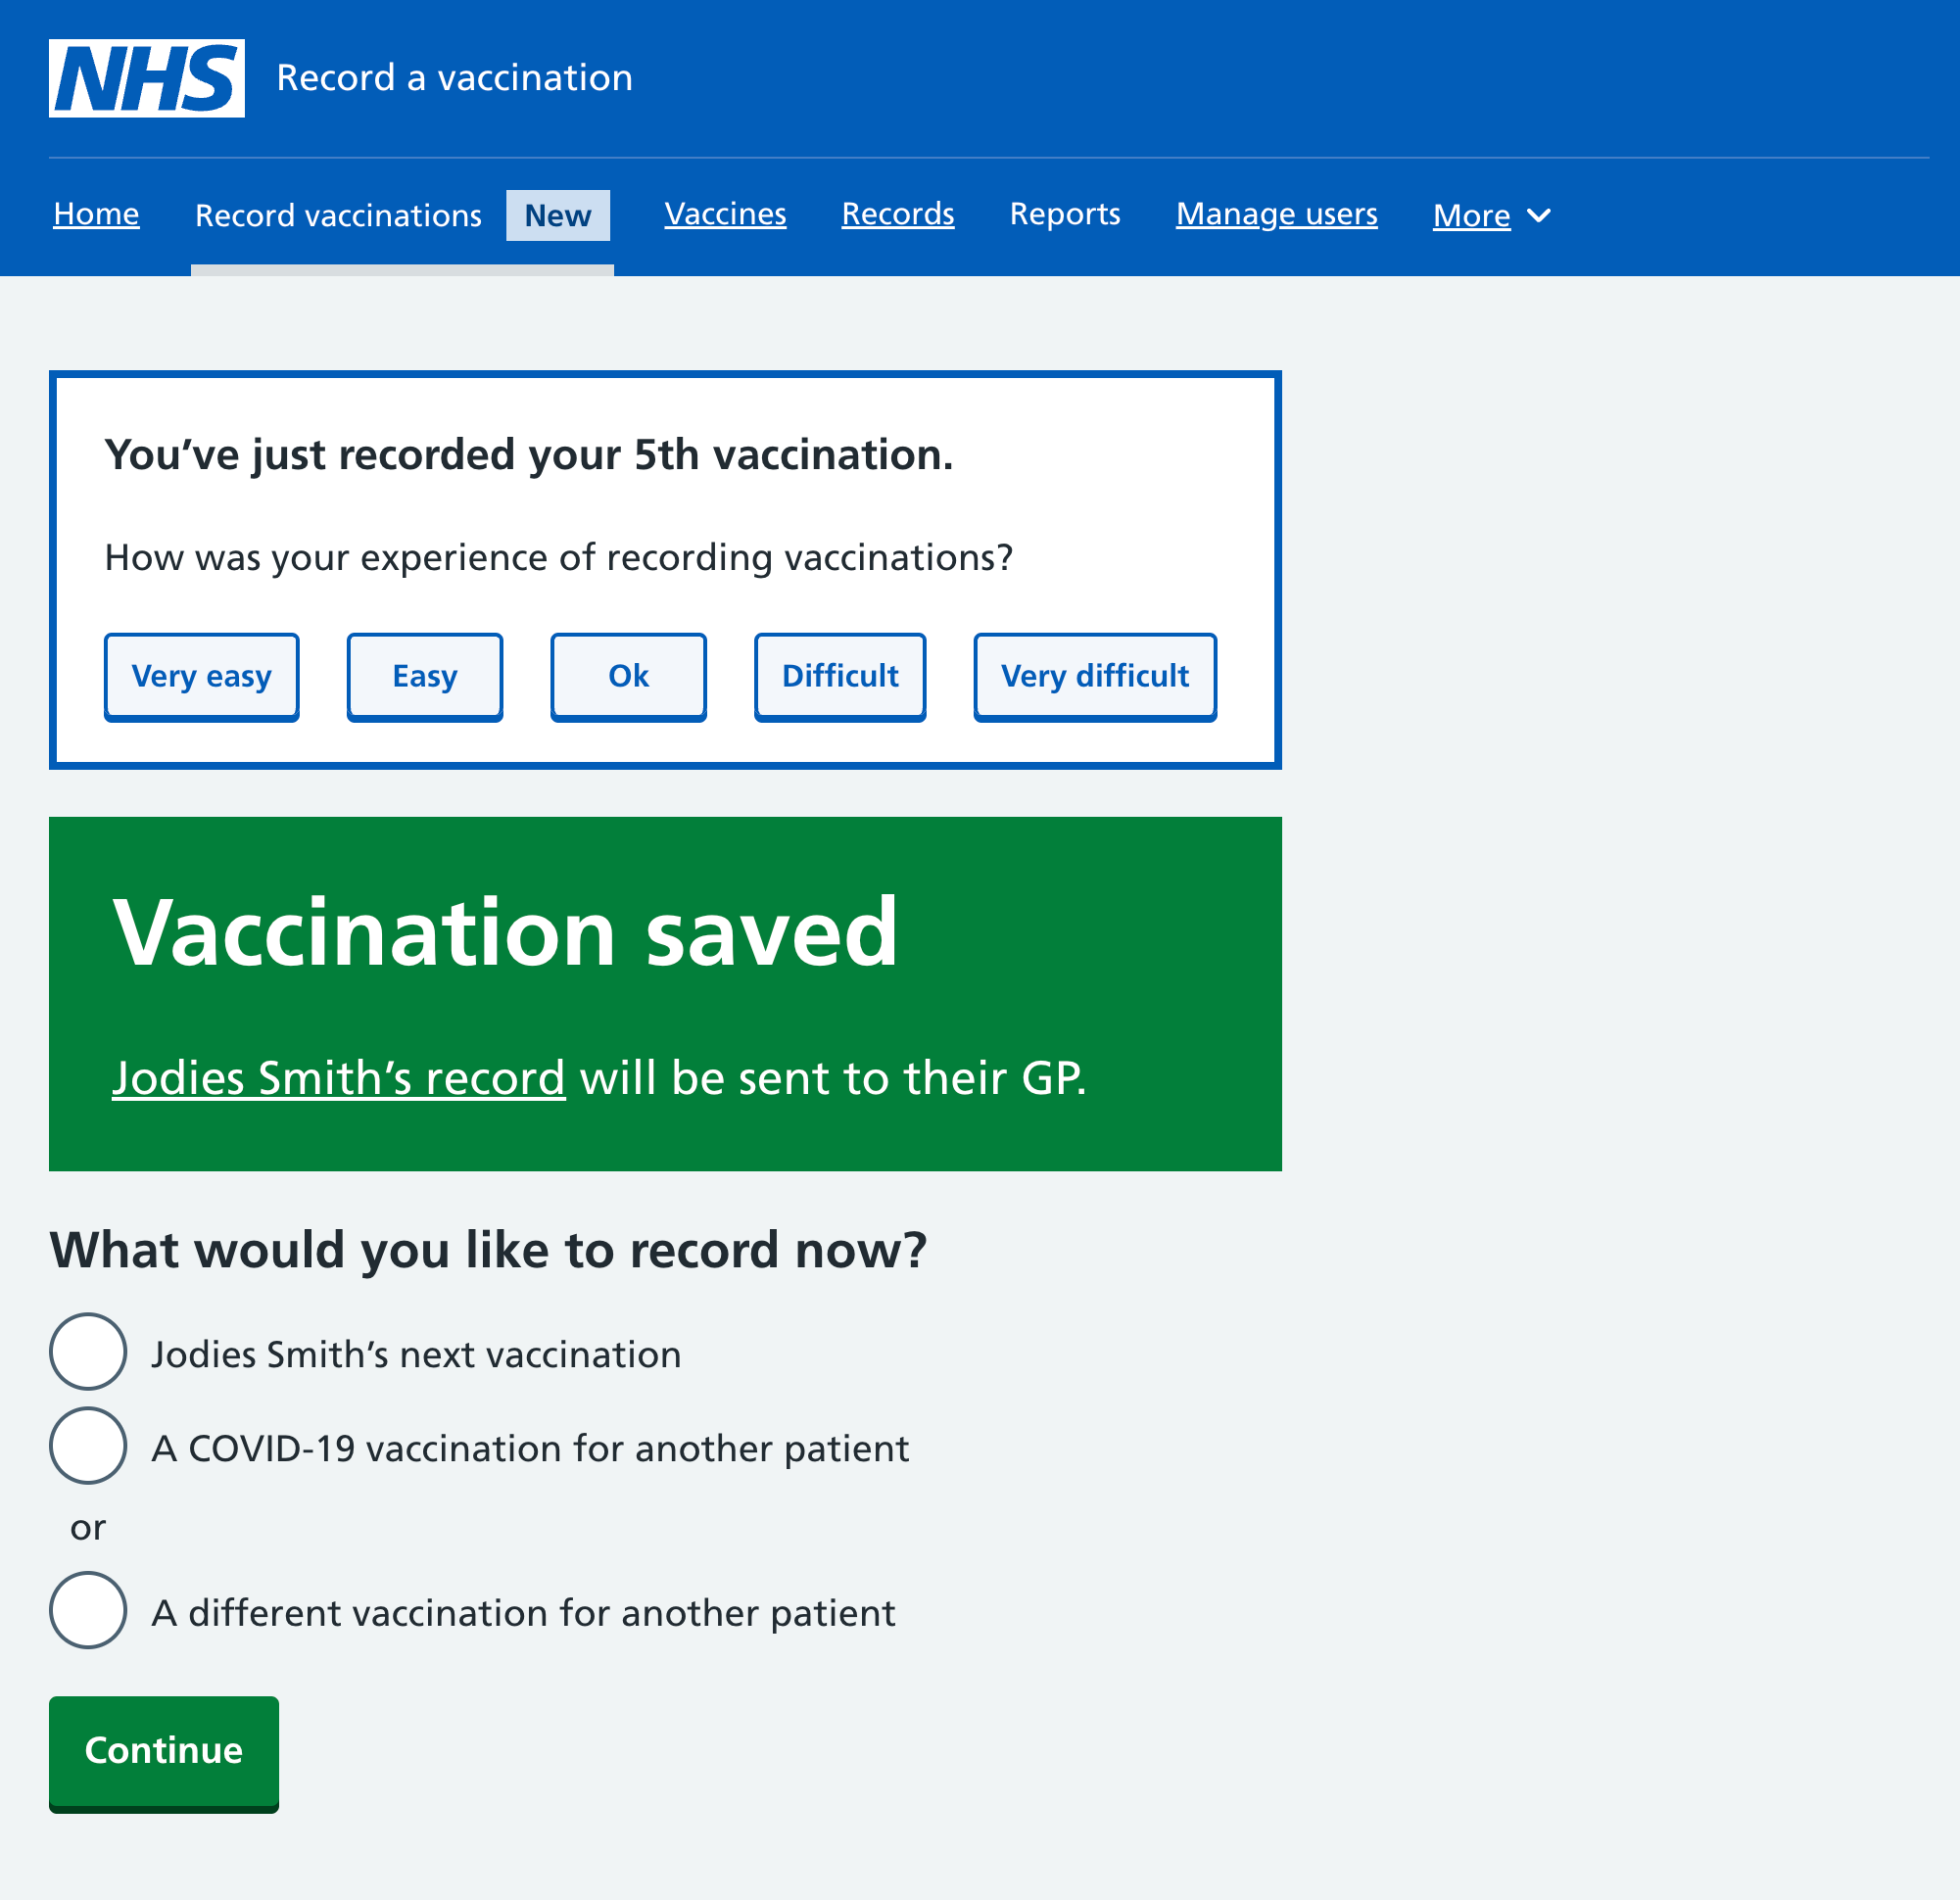 NHS Record a vaccination
Home Record vaccinations New Vaccines Records Reports Manage users More
You’ve just recorded your 5th vaccination.
How was your experience of recording vaccinations?
Very easy Easy Ok Difficult Very difficult
Vaccination saved
Jodies Smith’s record will be sent to their GP.
What would you like to record now?
Jodies Smith’s next vaccination
A COVID-19 vaccination for another patient
or
A different vaccination for another patient
Continue